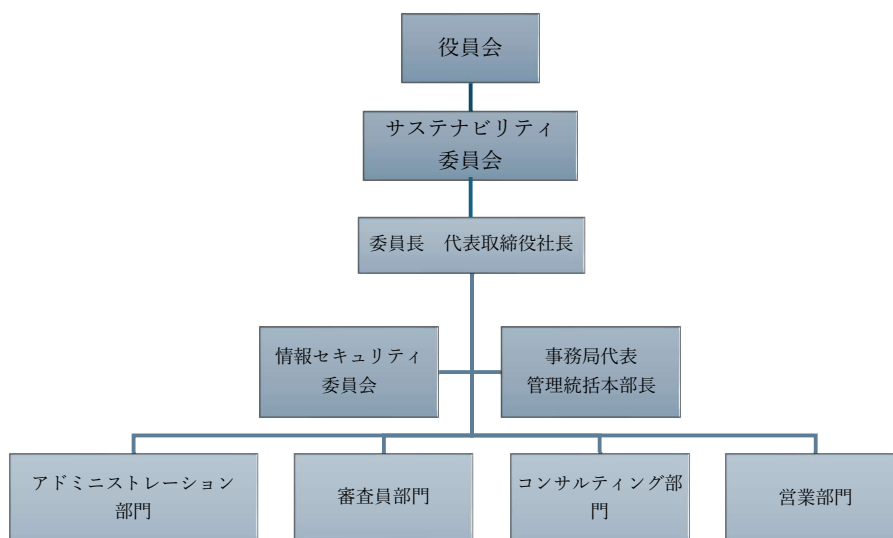 役員会
サステナビリティ
委員会
委員長　代表取締役社長
情報セキュリティ
委員会
事務局代表
管理統括本部長
アドミニストレーション
部門
審査員部門
コンサルティング部
門
営業部門